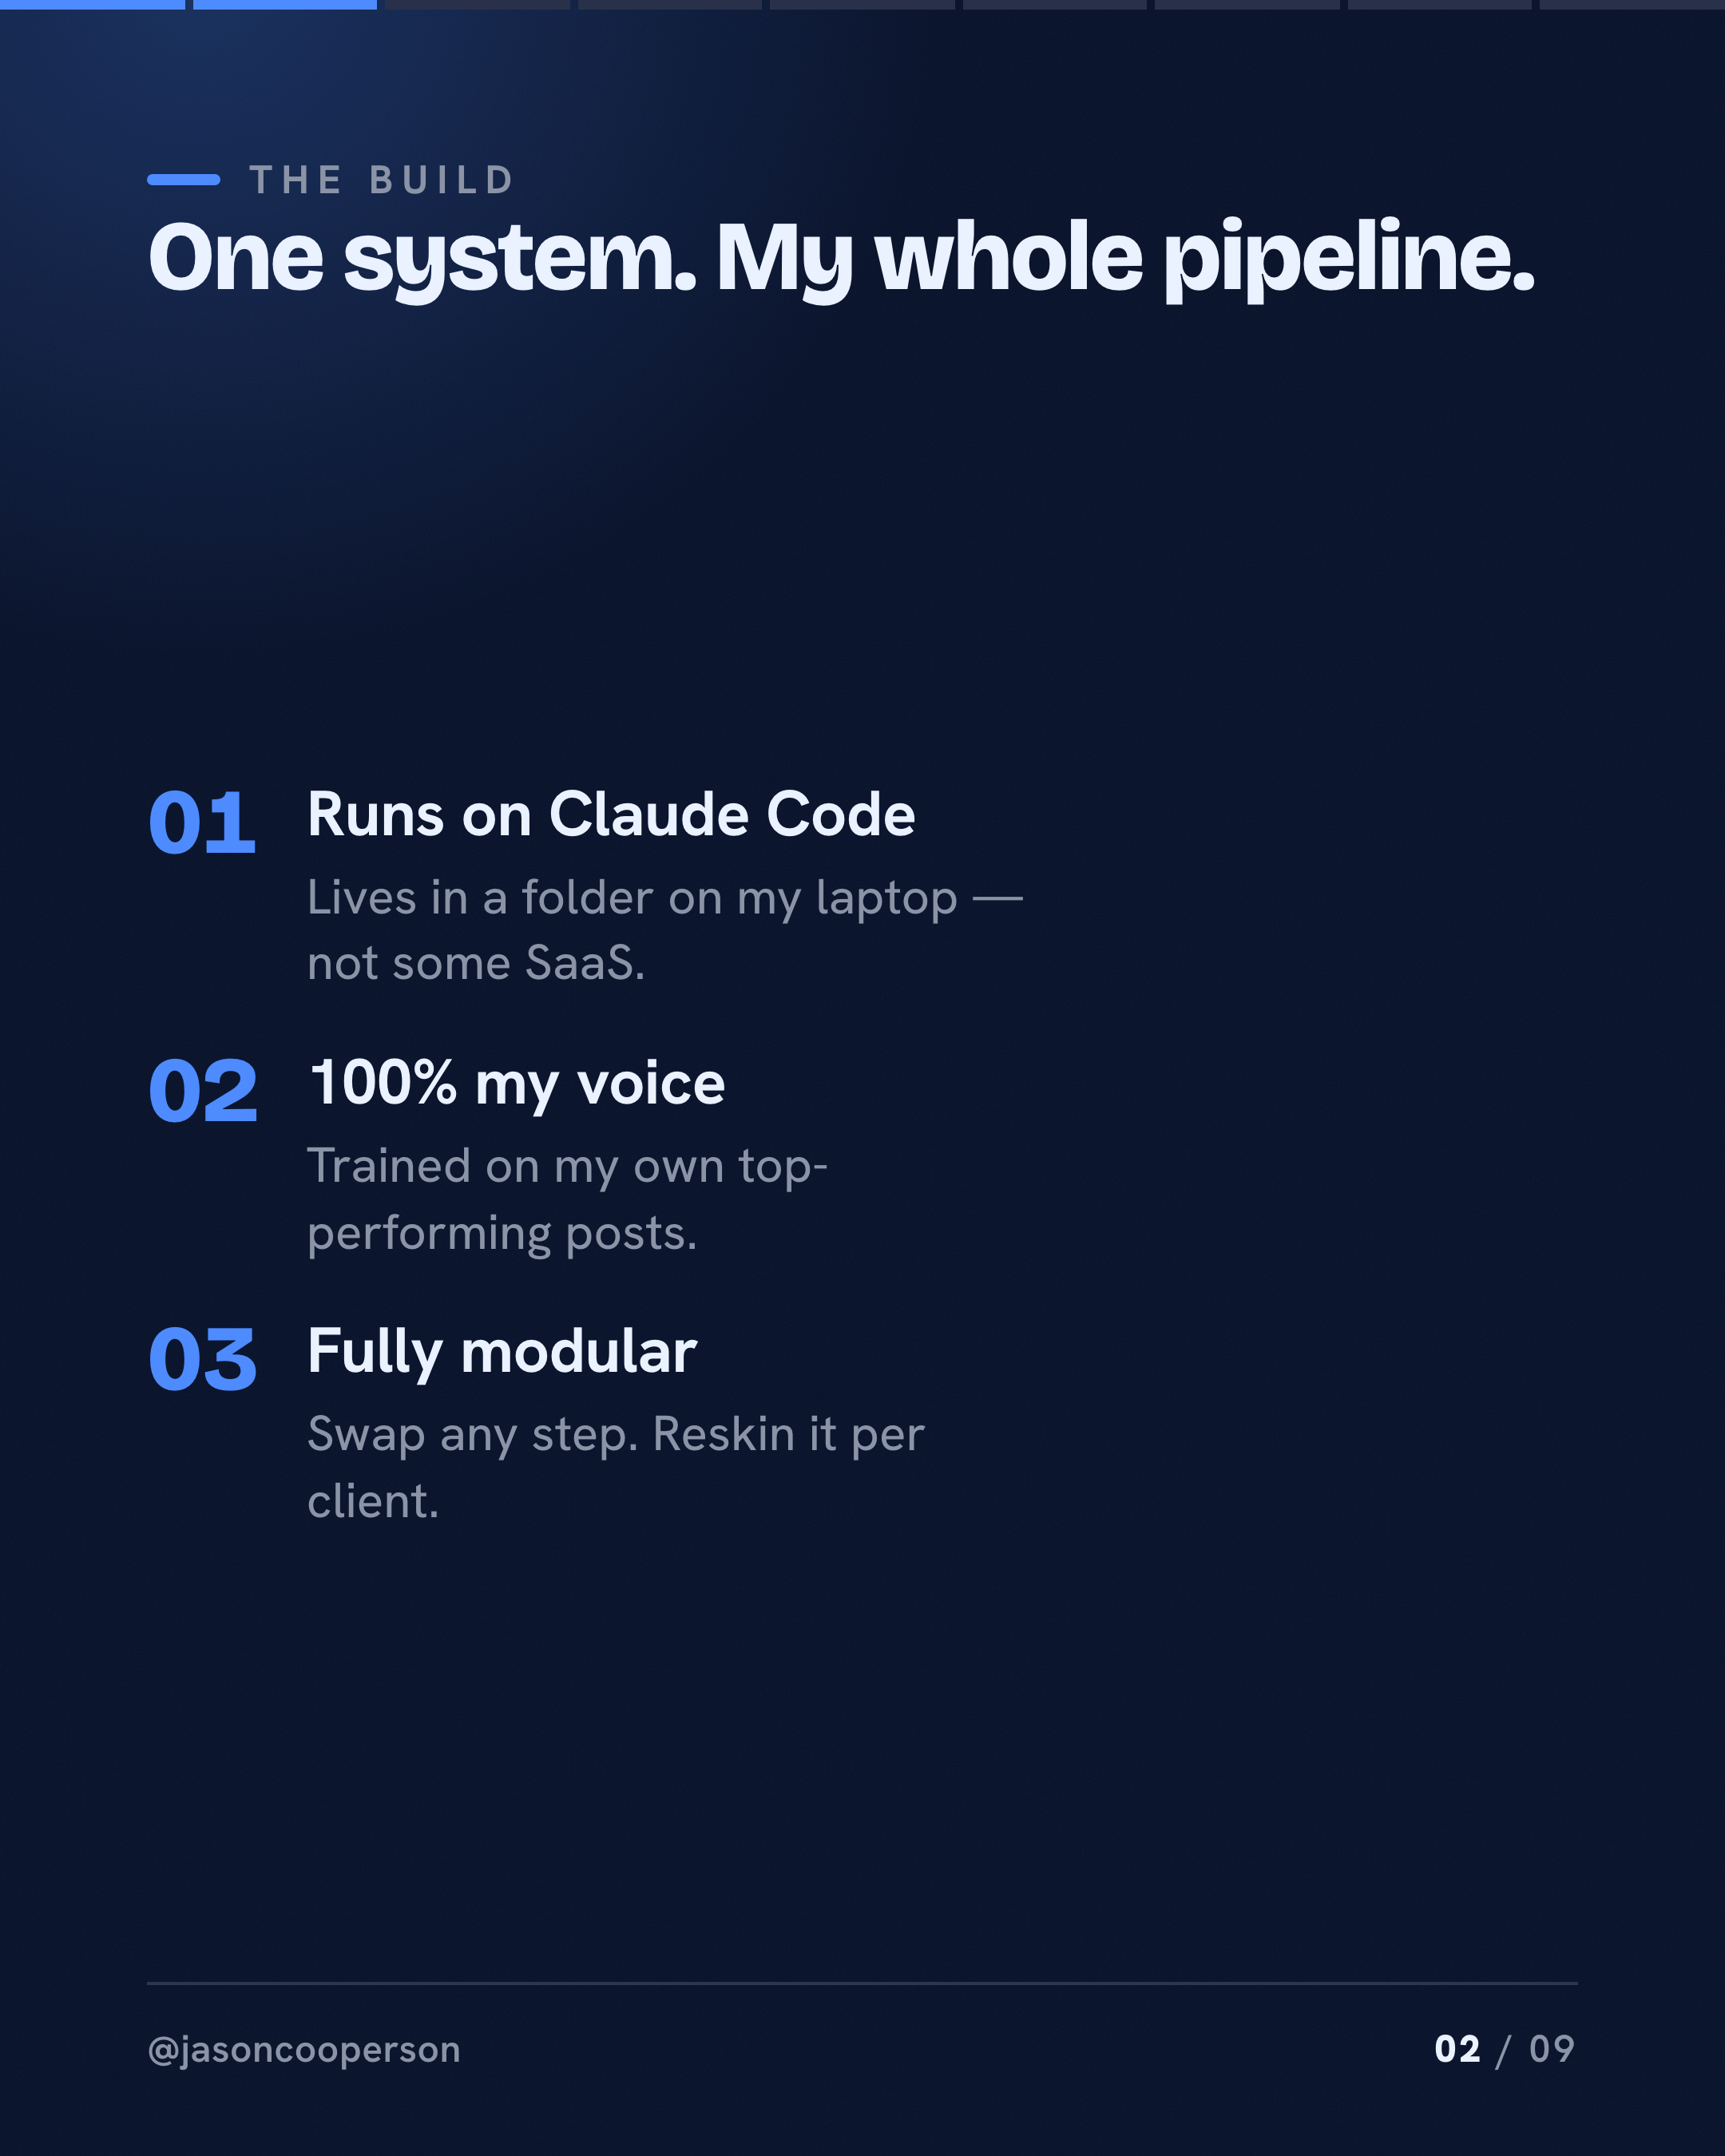 THE BUILD
One system. My whole pipeline.
01 Runs on Claude Code
Lives in a folder on my laptop —
not some SaaS.
02 100% my voice
Trained on my own top-
performing posts.
03 Fully modular
Swap any step. Reskin it per
client.
@jasoncooperson 02 / 09